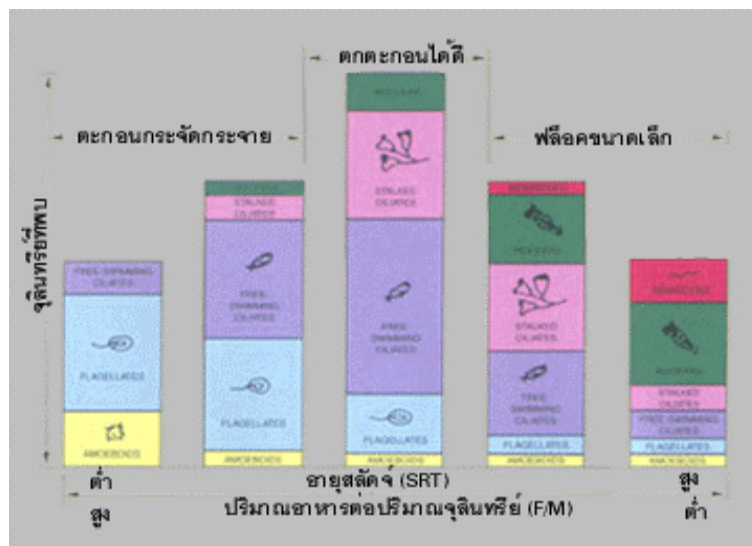 ตกตะกอนได้ดี
ตะกอนกระจัดกระจาย
ฟล็อคขนาดเล็ก
จุลินทรีย์ที่พบ
FREE-SWIMMING
CILIATES
FLAGELLATES
AMOEBOIDS
STALKED
CILIATES
FREE-
SWIMMING
CILIATES
FLAGELLATES
AMOEBOIDS
STALKED
CILIATES
FREE-
SWIMMING
CILIATES
FLAGELLATES
AMOEBOIDS
ROTIFERS
STALKED
CILIATES
FREE-
SWIMMING
CILIATES
FLAGELLATES
AMOEBOIDS
ROTIFERS
STALKED
CILIATES
FREE-SWIMMING
CILIATES
FLAGELLATES
AMOEBOIDS
ต่ำ อายุสลัดจ์ (SRT) สูง
สูง ปริมาณอาหารต่อปริมาณจุลินทรีย์ (F/M) ต่ำ